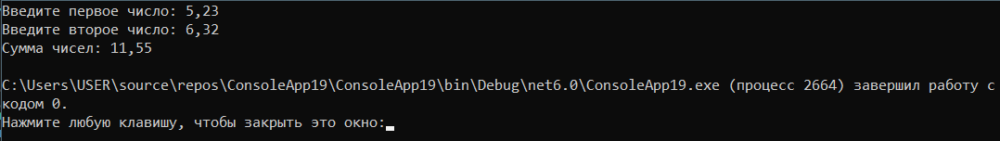 Введите первое число: 5,23
Введите второе число: 6,32
Сумма чисел: 11,55
C:\Users\USER\source\repos\ConsoleApp19\ConsoleApp19\bin\Debug\net6.0\ConsoleApp19.exe (процесс 2664) завершил работу с
кодом 0.
Нажмите любую клавишу, чтобы закрыть это окно: